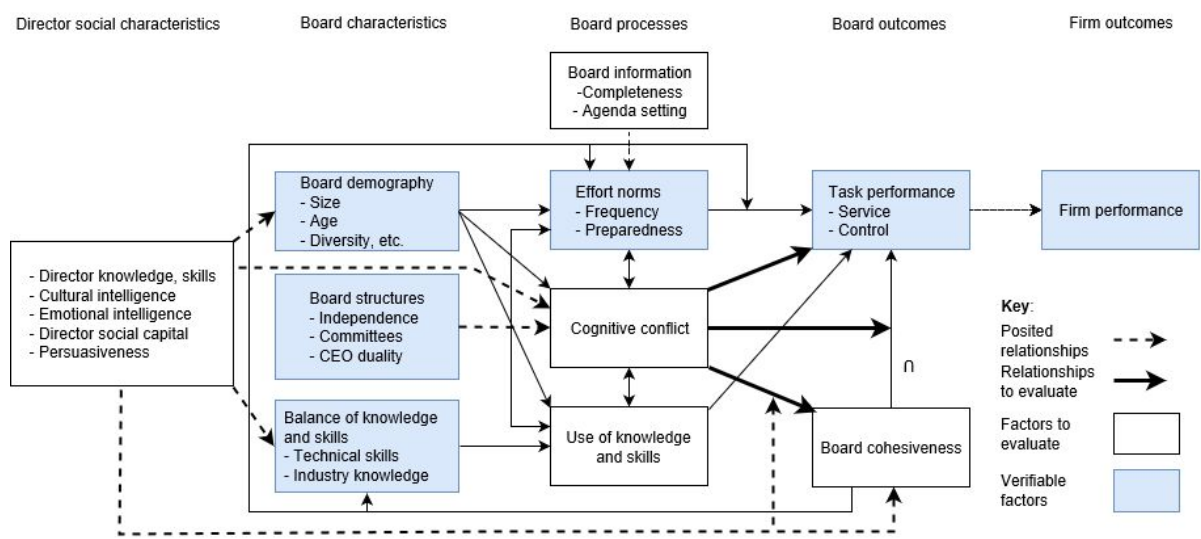 Director social characteristics
Board characteristics
Board processes
Board outcomes
Firm outcomes
Board information
-Completeness
- Agenda setting
Board demography
- Size
- Age
- Diversity, etc.
Effort norms
- Frequency
- Preparedness
Task performance
- Service
- Control
Firm performance
- Director knowledge, skills
- Cultural intelligence
- Emotional intelligence
- Director social capital
- Persuasiveness
Board structures
- Independence
- Committees
- CEO duality
Cognitive conflict
∩
Balance of knowledge
and skills
- Technical skills
- Industry knowledge
Use of knowledge
and skills
Board cohesiveness
Key:
Posited
relationships
Relationships
to evaluate
Factors to
evaluate
Verifiable
factors